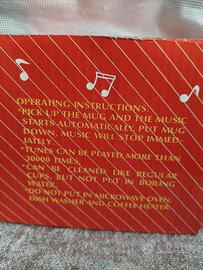 OPERATING INSTRUCTIONS:
*PICK UP THE MUG AND THE MUSIC
STARTS AUTOMATICALLY, PUT MUG
DOWN. MUSIC WILL STOP IMMED-
IATELY.
*TUNES CAN BE PLAYED MORE THAN
30000 TIMES.
*CAN BE CLEANED LIKE REGULAR
CUPS, BUT NOT PUT IN BOILING
WATER.
*DO NOT PUT IN MICROWAVE OVEN,
DISH WASHER AND COFFEE HEATER.